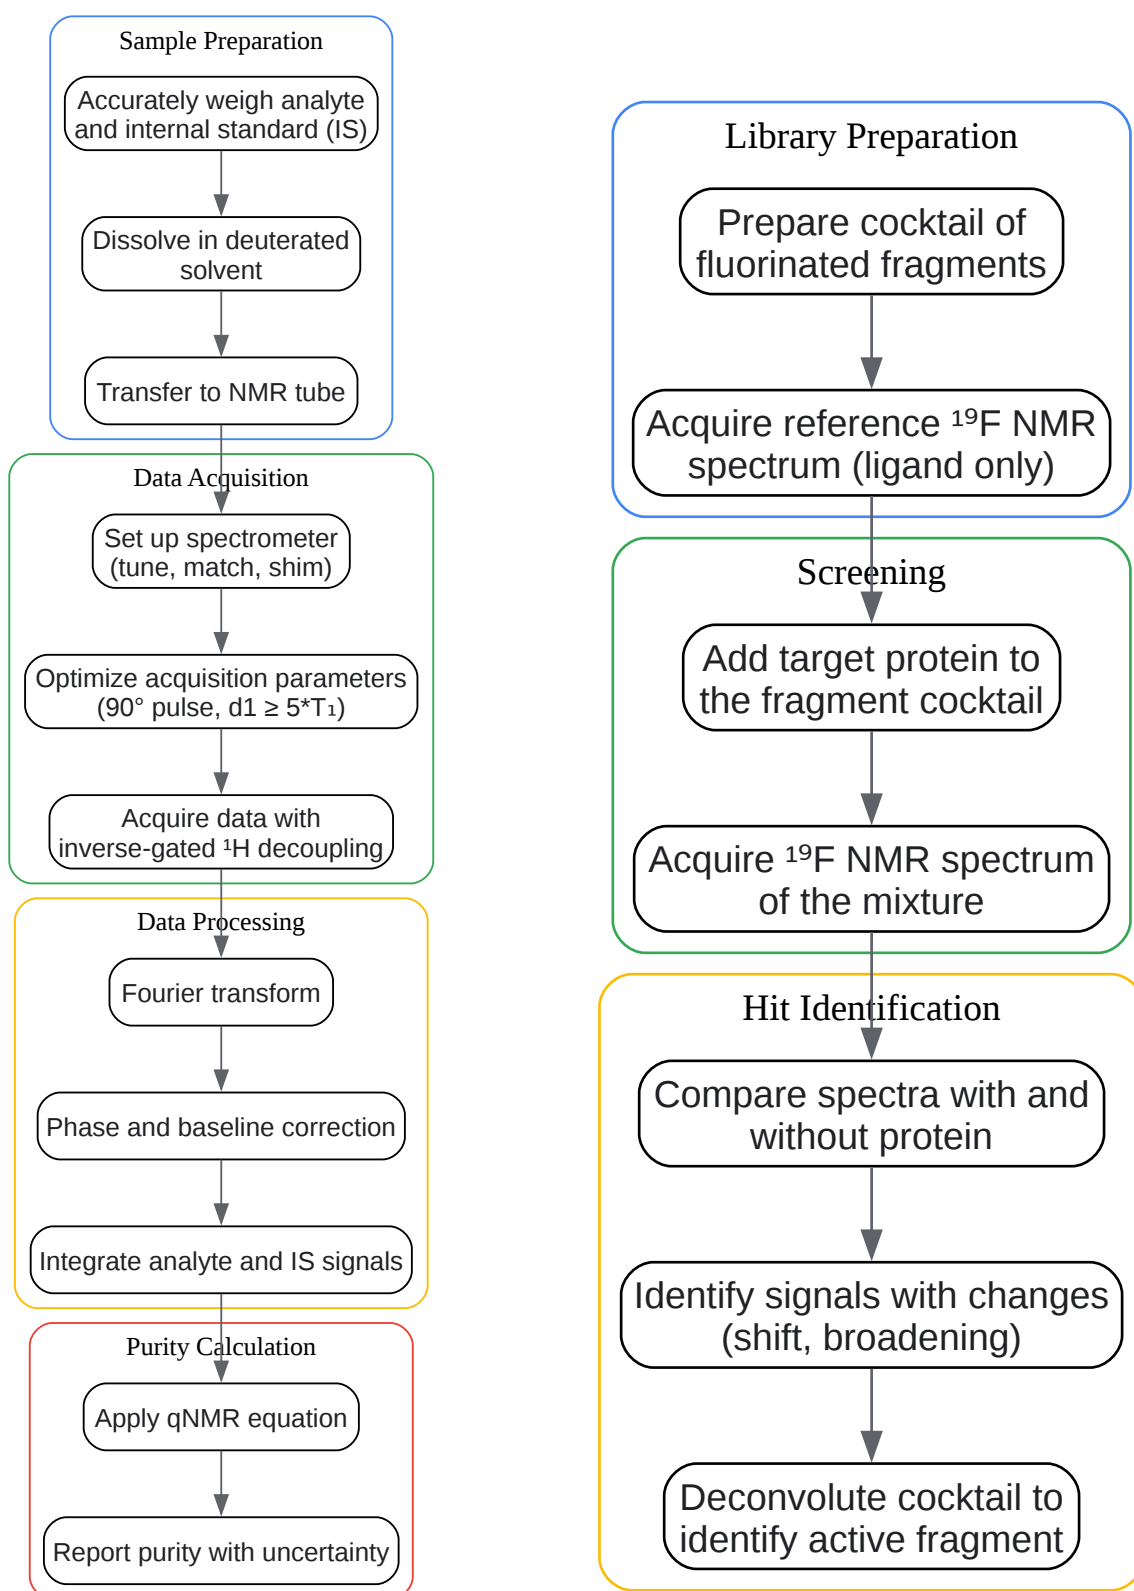 Sample Preparation
Accurately weigh analyte
and internal standard (IS)
Dissolve in deuterated
solvent
Transfer to NMR tube
Data Acquisition
Set up spectrometer
(tune, match, shim)
Optimize acquisition parameters
(90° pulse, d1 ≥ 5*T₁)
Acquire data with
inverse-gated ¹H decoupling
Data Processing
Fourier transform
Phase and baseline correction
Integrate analyte and IS signals
Purity Calculation
Apply qNMR equation
Report purity with uncertainty
Library Preparation
Prepare cocktail of
fluorinated fragments
Acquire reference ¹⁹F NMR
spectrum (ligand only)
Screening
Add target protein to
the fragment cocktail
Acquire ¹⁹F NMR spectrum
of the mixture
Hit Identification
Compare spectra with and
without protein
Identify signals with changes
(shift, broadening)
Deconvolute cocktail to
identify active fragment